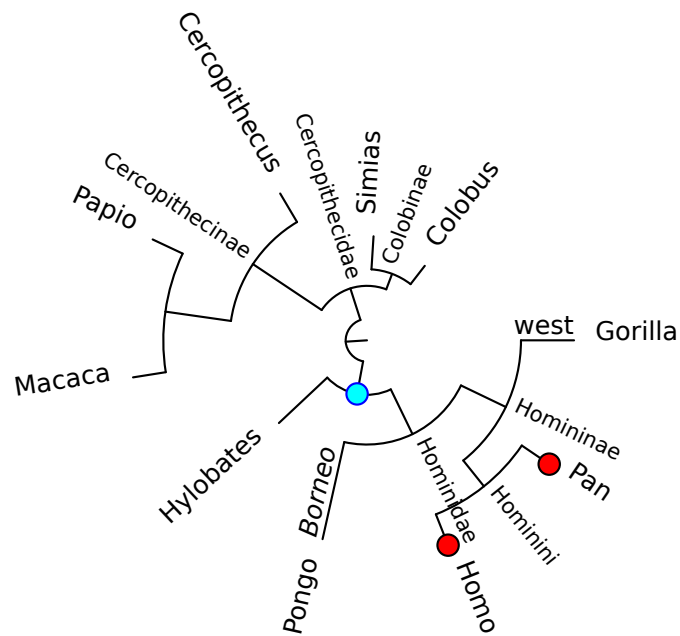 Cercopithecus
Cercopithecinae
Papio
Macaca
Cercopithecidae
Simias
Colobinae
Colobus
west
Gorilla
Homininae
Pan
Hominini
Hominidae
Homo
Borneo
Pongo
Hylobates